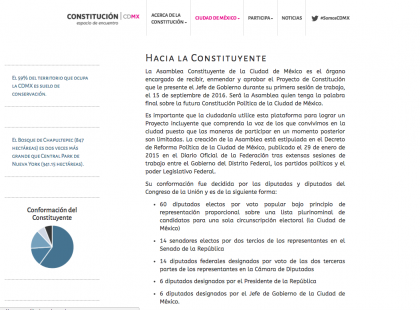 CONSTITUCIÓN | CDMX
espacio de encuentro
ACERCA DE LA
CONSTITUCIÓN
CIUDAD DE MÉXICO
PARTICIPA
NOTICIAS
#SomosCDMX
El 59% del territorio que ocupa
la CDMX es suelo de
conservación.
El Bosque de Chapultepec (647
hectáreas) es dos veces más
grande que Central Park de
Nueva York (341.15 hectáreas).
Conformación del
Constituyente
Hacia la Constituyente
La Asamblea Constituyente de la Ciudad de México es el órgano
encargado de recibir, enmendar y aprobar el Proyecto de Constitución
que le presente el Jefe de Gobierno durante su primera sesión de trabajo,
el 15 de septiembre de 2016. Será la Asamblea quien tenga la palabra
final sobre la futura Constitución Política de la Ciudad de México.
Es importante que la ciudadanía utilice esta plataforma para lograr un
Proyecto incluyente que comprenda la voz de los que convivimos en la
ciudad puesto que las maneras de participar en un momento posterior
son limitadas. La creación de la Asamblea está estipulada en el Decreto
de Reforma Política de la Ciudad de México, publicado el 29 de enero de
2015 en el Diario Oficial de la Federación tras extensas sesiones de
trabajo entre el Gobierno del Distrito Federal, los partidos políticos y el
poder Legislativo Federal.
Su conformación fue decidida por las diputadas y diputados del
Congreso de la Unión y es de la siguiente forma:
• 60 diputados electos por voto popular bajo principio de
representación proporcional sobre una lista plurinominal de
candidatos para una sola circunscripción electoral (la Ciudad de
México)
• 14 senadores electos por dos tercios de los representantes en el
Senado de la República
• 14 diputados federales designados por voto de las dos terceras
partes de los representantes en la Cámara de Diputados
• 6 diputados designados por el Presidente de la República
• 6 diputados designados por el Jefe de Gobierno de la Ciudad de
México.